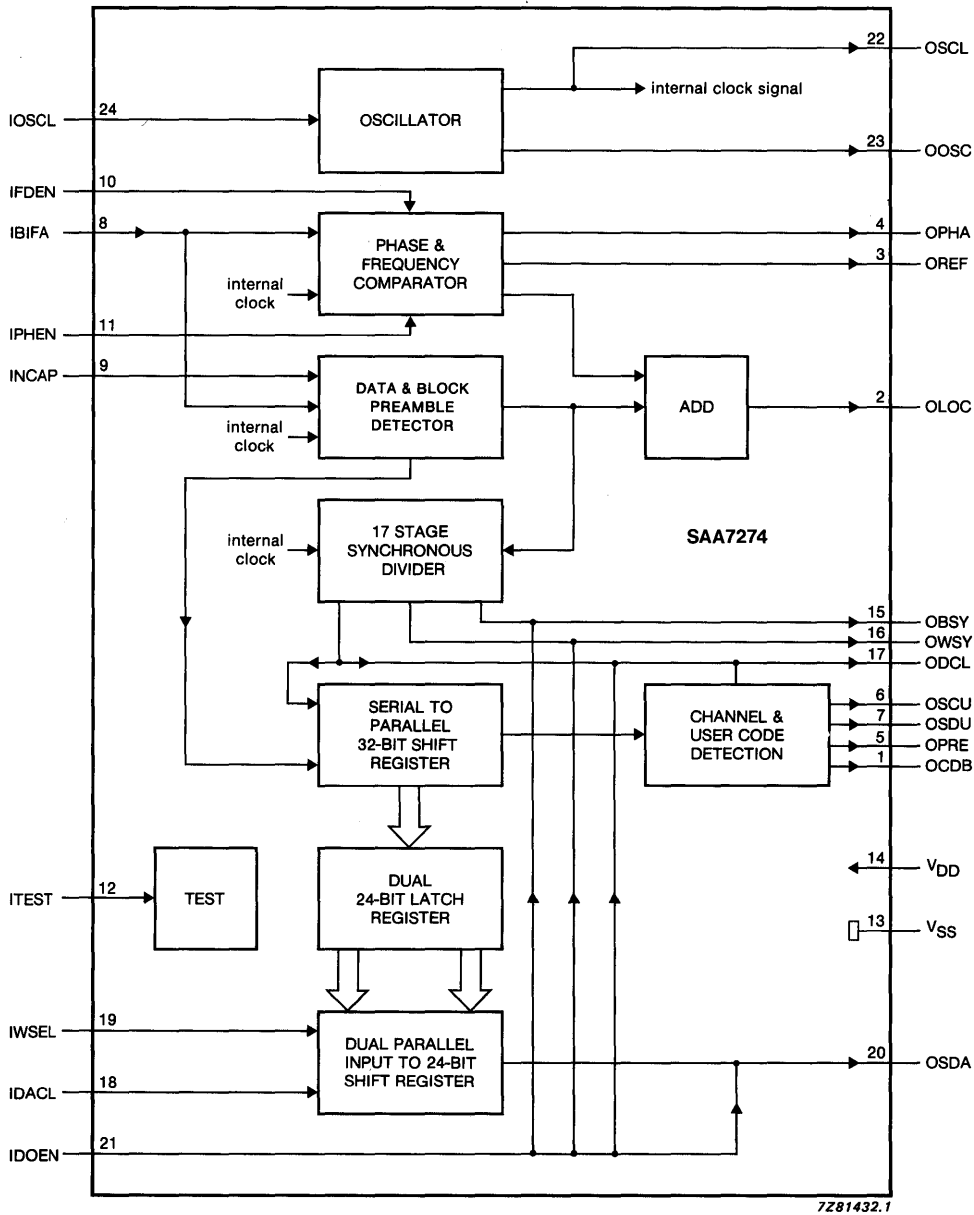 22
OSCL
internal clock signal
24
IOSCL
OSCILLATOR
23
OOSC
10
IFDEN
8
IBIFA
PHASE &
FREQUENCY
COMPARATOR
4
OPHA
3
OREF
internal
clock
11
IPHEN
9
INCAP
DATA & BLOCK
PREAMBLE
DETECTOR
ADD
2
OLOC
internal
clock
17 STAGE
SYNCHRONOUS
DIVIDER
internal
clock
SAA7274
15
OBSY
16
OWSY
17
ODCL
SERIAL TO
PARALLEL
32-BIT SHIFT
REGISTER
CHANNEL &
USER CODE
DETECTION
6
OSCU
7
OSDU
5
OPRE
1
OCDB
14
VDD
12
ITEST
TEST
DUAL
24-BIT LATCH
REGISTER
13
VSS
19
IWSEL
DUAL PARALLEL
INPUT TO 24-BIT
SHIFT REGISTER
20
OSDA
18
IDACL
21
IDOEN
7Z81432.1